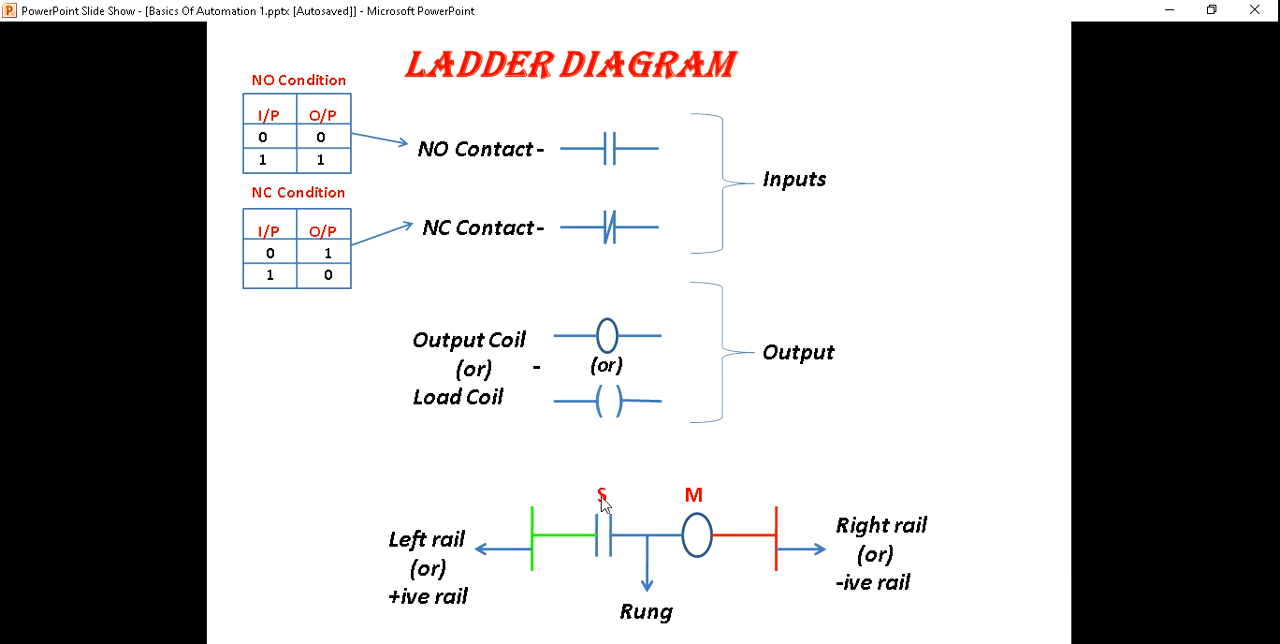 PowerPoint Slide Show - [Basics Of Automation 1.pptx [Autosaved]] - Microsoft PowerPoint
LADDER DIAGRAM
NO Condition
I/P O/P
0 0
1 1
NO Contact -
Inputs
NC Condition
I/P O/P
0 1
1 0
NC Contact -
Output Coil
(or) - (or)
Load Coil
Output
S M
Left rail
(or)
+ive rail
Right rail
(or)
-ive rail
Rung